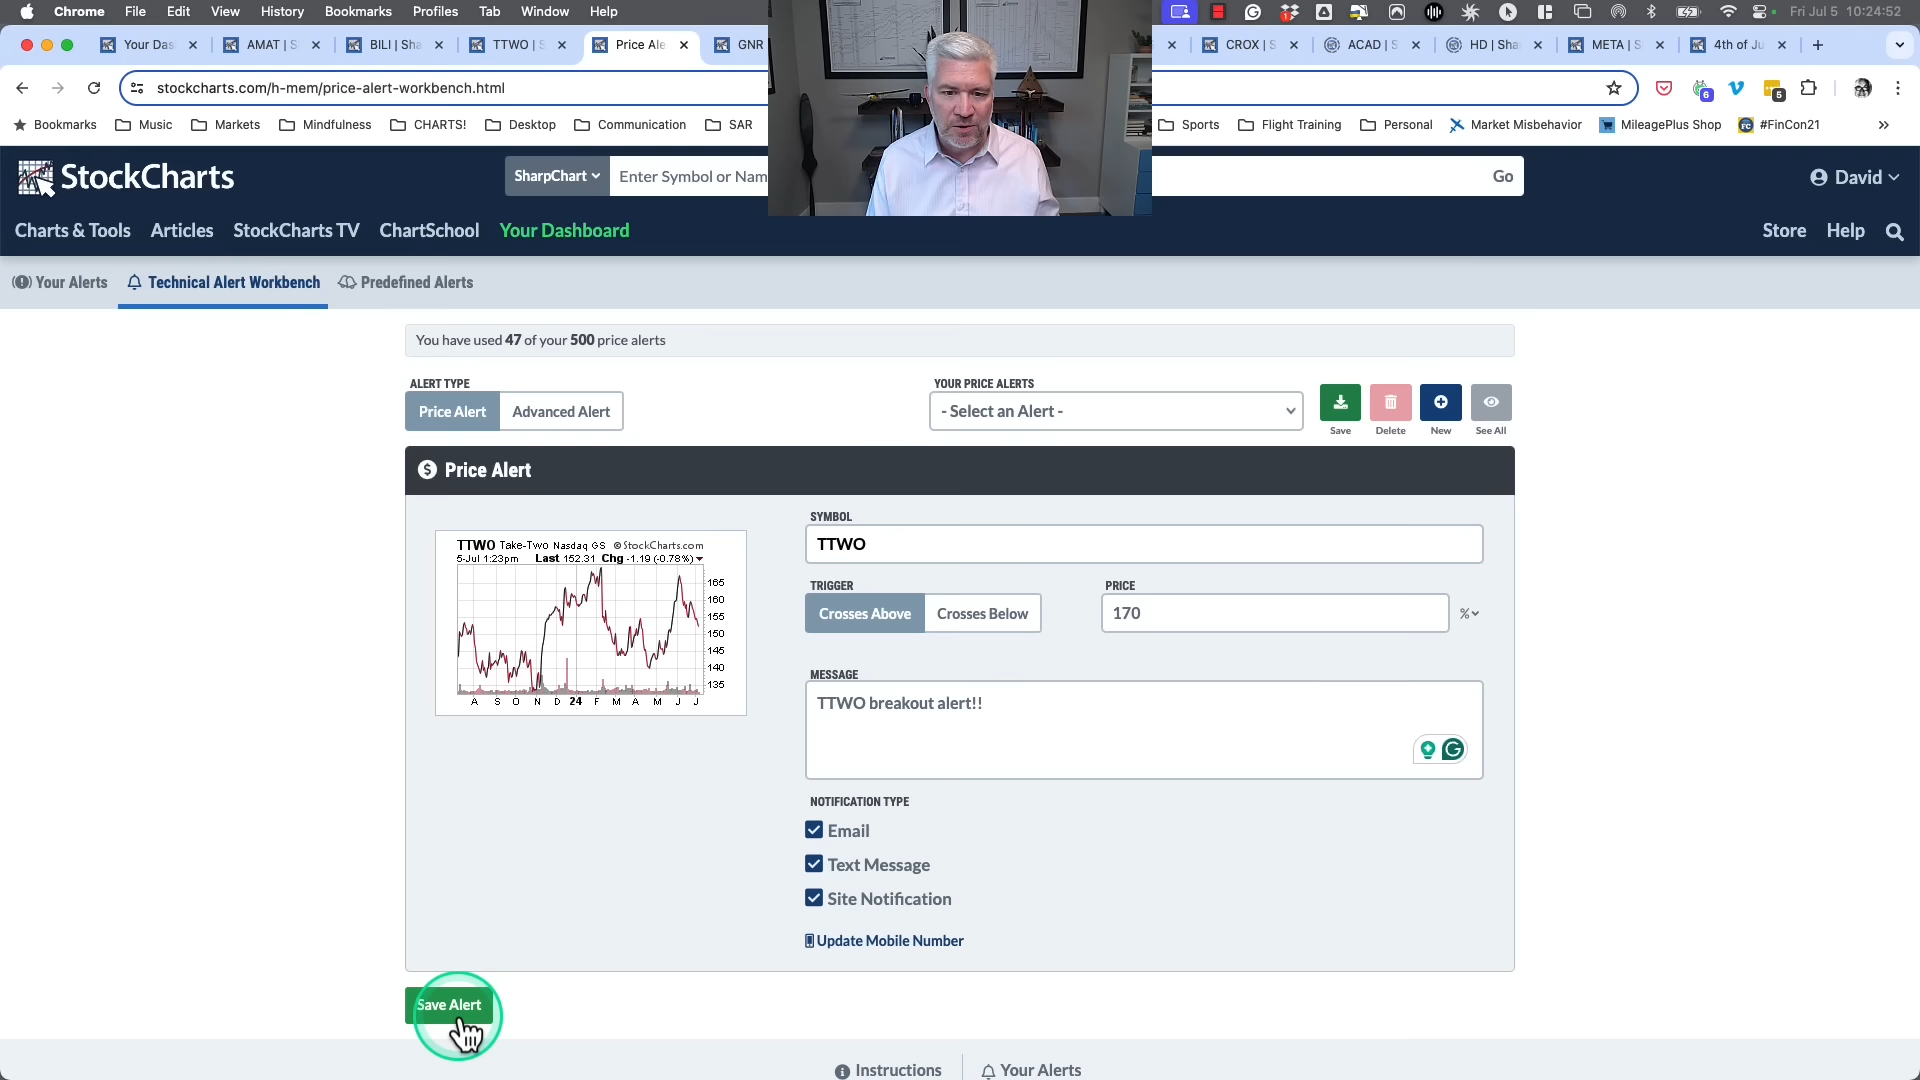 Chrome File Edit View History Bookmarks Profiles Tab Window Help Fri Jul 5 10:24:52
Your Das AMAT | S BILI | Sha TTWO | S Price Ale GNR CROX | S ACAD | S HD | Sha META | S 4th of Ju
stockcharts.com/h-mem/price-alert-workbench.html
6 5
Bookmarks Music Markets Mindfulness CHARTS! Desktop Communication SAR Sports Flight Training Personal Market Misbehavior MileagePlus Shop #FinCon21
StockCharts SharpChart Enter Symbol or Nam Go David
Charts & Tools Articles StockCharts TV ChartSchool Your Dashboard Store Help
Your Alerts Technical Alert Workbench Predefined Alerts
You have used 47 of your 500 price alerts
ALERT TYPE YOUR PRICE ALERTS
Price Alert Advanced Alert - Select an Alert -
Save Delete New See All
$ Price Alert
SYMBOL
TTWO
TTWO Take-Two Nasdaq GS ©StockCharts.com
5-Jul 1:23pm Last 152.31 Chg -1.19 (-0.78%)
165
160
155
150
145
140
135
A S O N D 24 F M A M J J
TRIGGER PRICE
Crosses Above Crosses Below 170 %
MESSAGE
TTWO breakout alert!!
NOTIFICATION TYPE
Email
Text Message
Site Notification
Update Mobile Number
Save Alert
Instructions Your Alerts